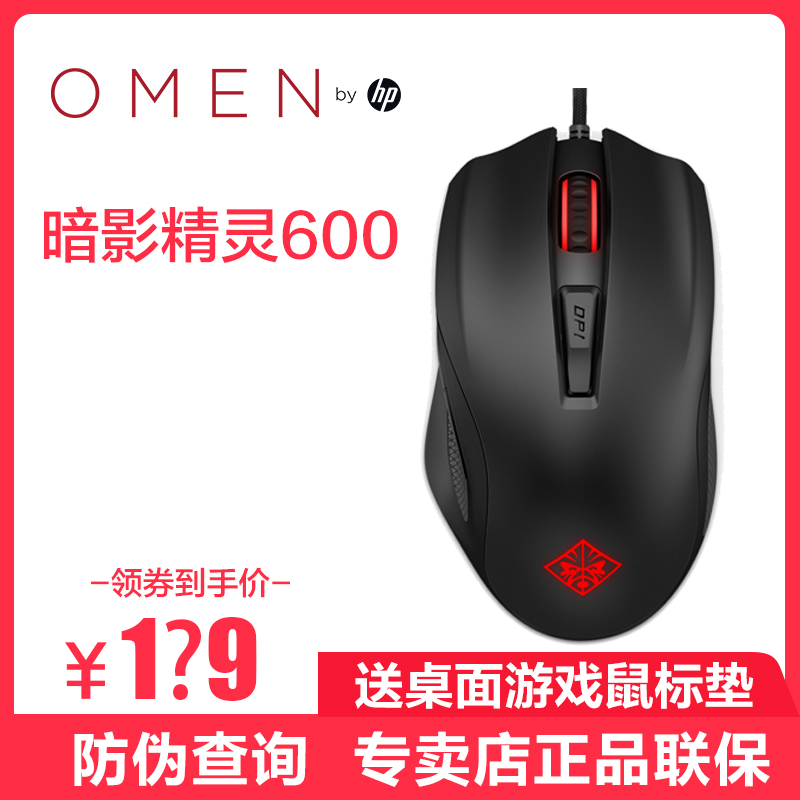 OMEN by hp
暗影精灵600
DPI
–领券到手价–
¥1?9
送桌面游戏鼠标垫
防伪查询 专卖店正品联保